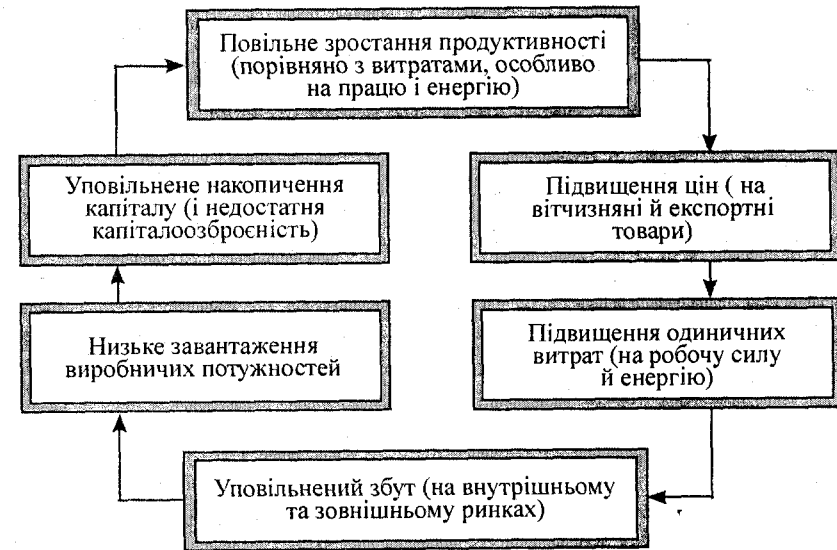 Повільне зростання продуктивності
(порівняно з витратами, особливо
на працю і енергію)
Підвищення цін ( на
вітчизняні й експортні
товари)
Підвищення одиничних
витрат (на робочу силу
й енергію)
Уповільнений збут (на внутрішньому
та зовнішньому ринках)
Низьке завантаження
виробничих потужностей
Уповільнене накопичення
капіталу (і недостатня
капіталоозброєність)